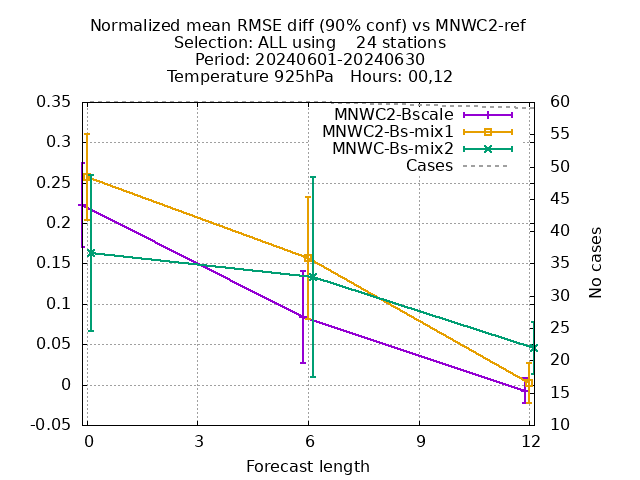 Normalized mean RMSE diff (90% conf) vs MNWC2-ref
Selection: ALL using 24 stations
Period: 20240601-20240630
Temperature 925hPa Hours: 00,12
MNWC2-Bscale
MNWC2-Bs-mix1
MNWC-Bs-mix2
Cases
0.35
0.3
0.25
0.2
0.15
0.1
0.05
0
-0.05
60
55
50
45
40
35
30
25
20
15
10
No cases
0 3 6 9 12
Forecast length